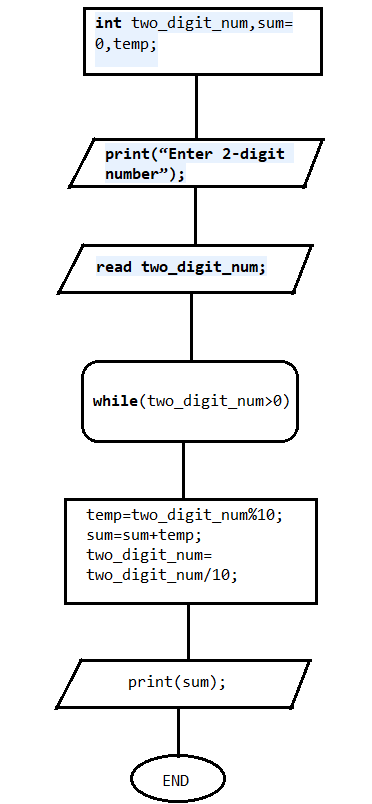 int two_digit_num,sum=
0,temp;
print(“Enter 2-digit
number”);
read two_digit_num;
while(two_digit_num>0)
temp=two_digit_num%10;
sum=sum+temp;
two_digit_num=
two_digit_num/10;
print(sum);
END